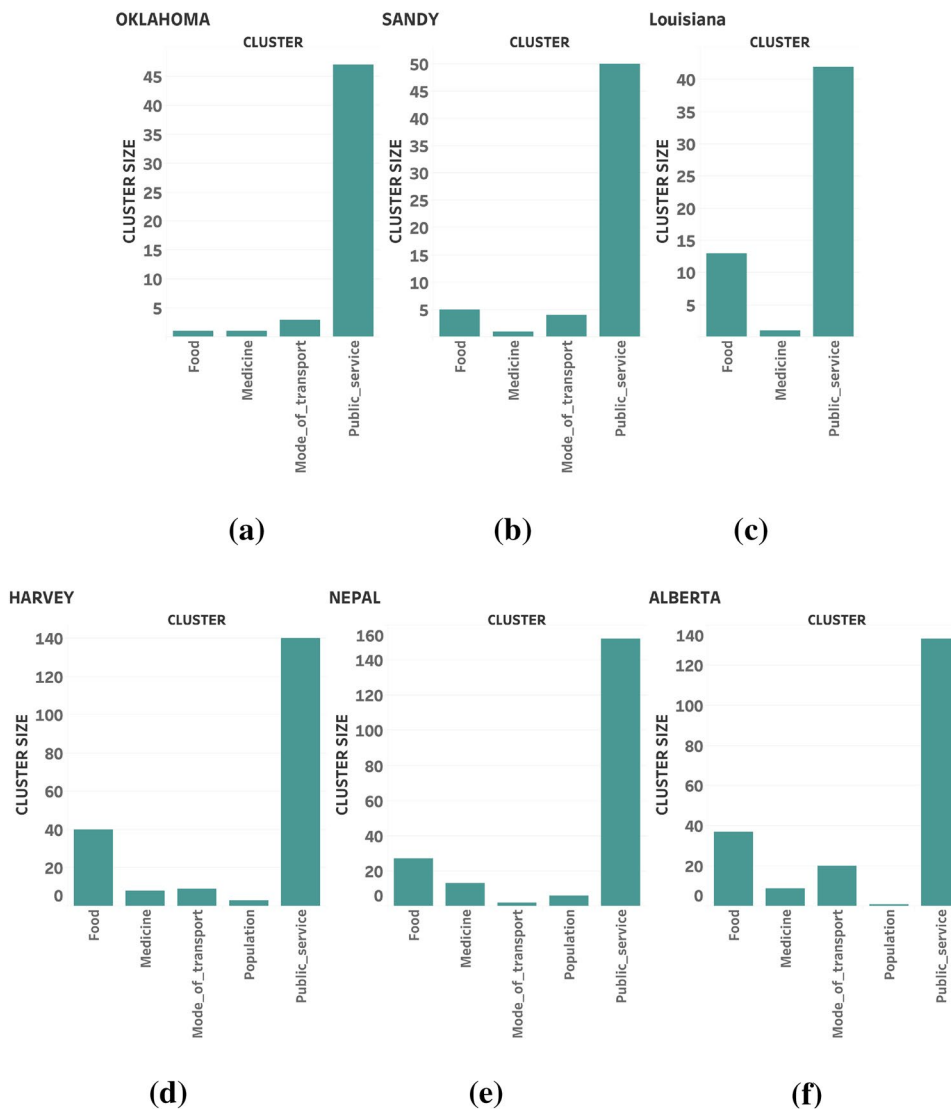 OKLAHOMA
CLUSTER
CLUSTER SIZE
45
40
35
30
25
20
15
10
5
Food
Medicine
Mode_of_transport
Public_service
(a)
SANDY
CLUSTER
CLUSTER SIZE
50
45
40
35
30
25
20
15
10
5
Food
Medicine
Mode_of_transport
Public_service
(b)
Louisiana
CLUSTER
CLUSTER SIZE
40
35
30
25
20
15
10
5
Food
Medicine
Public_service
(c)
HARVEY
CLUSTER
CLUSTER SIZE
140
120
100
80
60
40
20
0
Food
Medicine
Mode_of_transport
Population
Public_service
(d)
NEPAL
CLUSTER
CLUSTER SIZE
160
140
120
100
80
60
40
20
0
Food
Medicine
Mode_of_transport
Population
Public_service
(e)
ALBERTA
CLUSTER
CLUSTER SIZE
140
120
100
80
60
40
20
0
Food
Medicine
Mode_of_transport
Population
Public_service
(f)